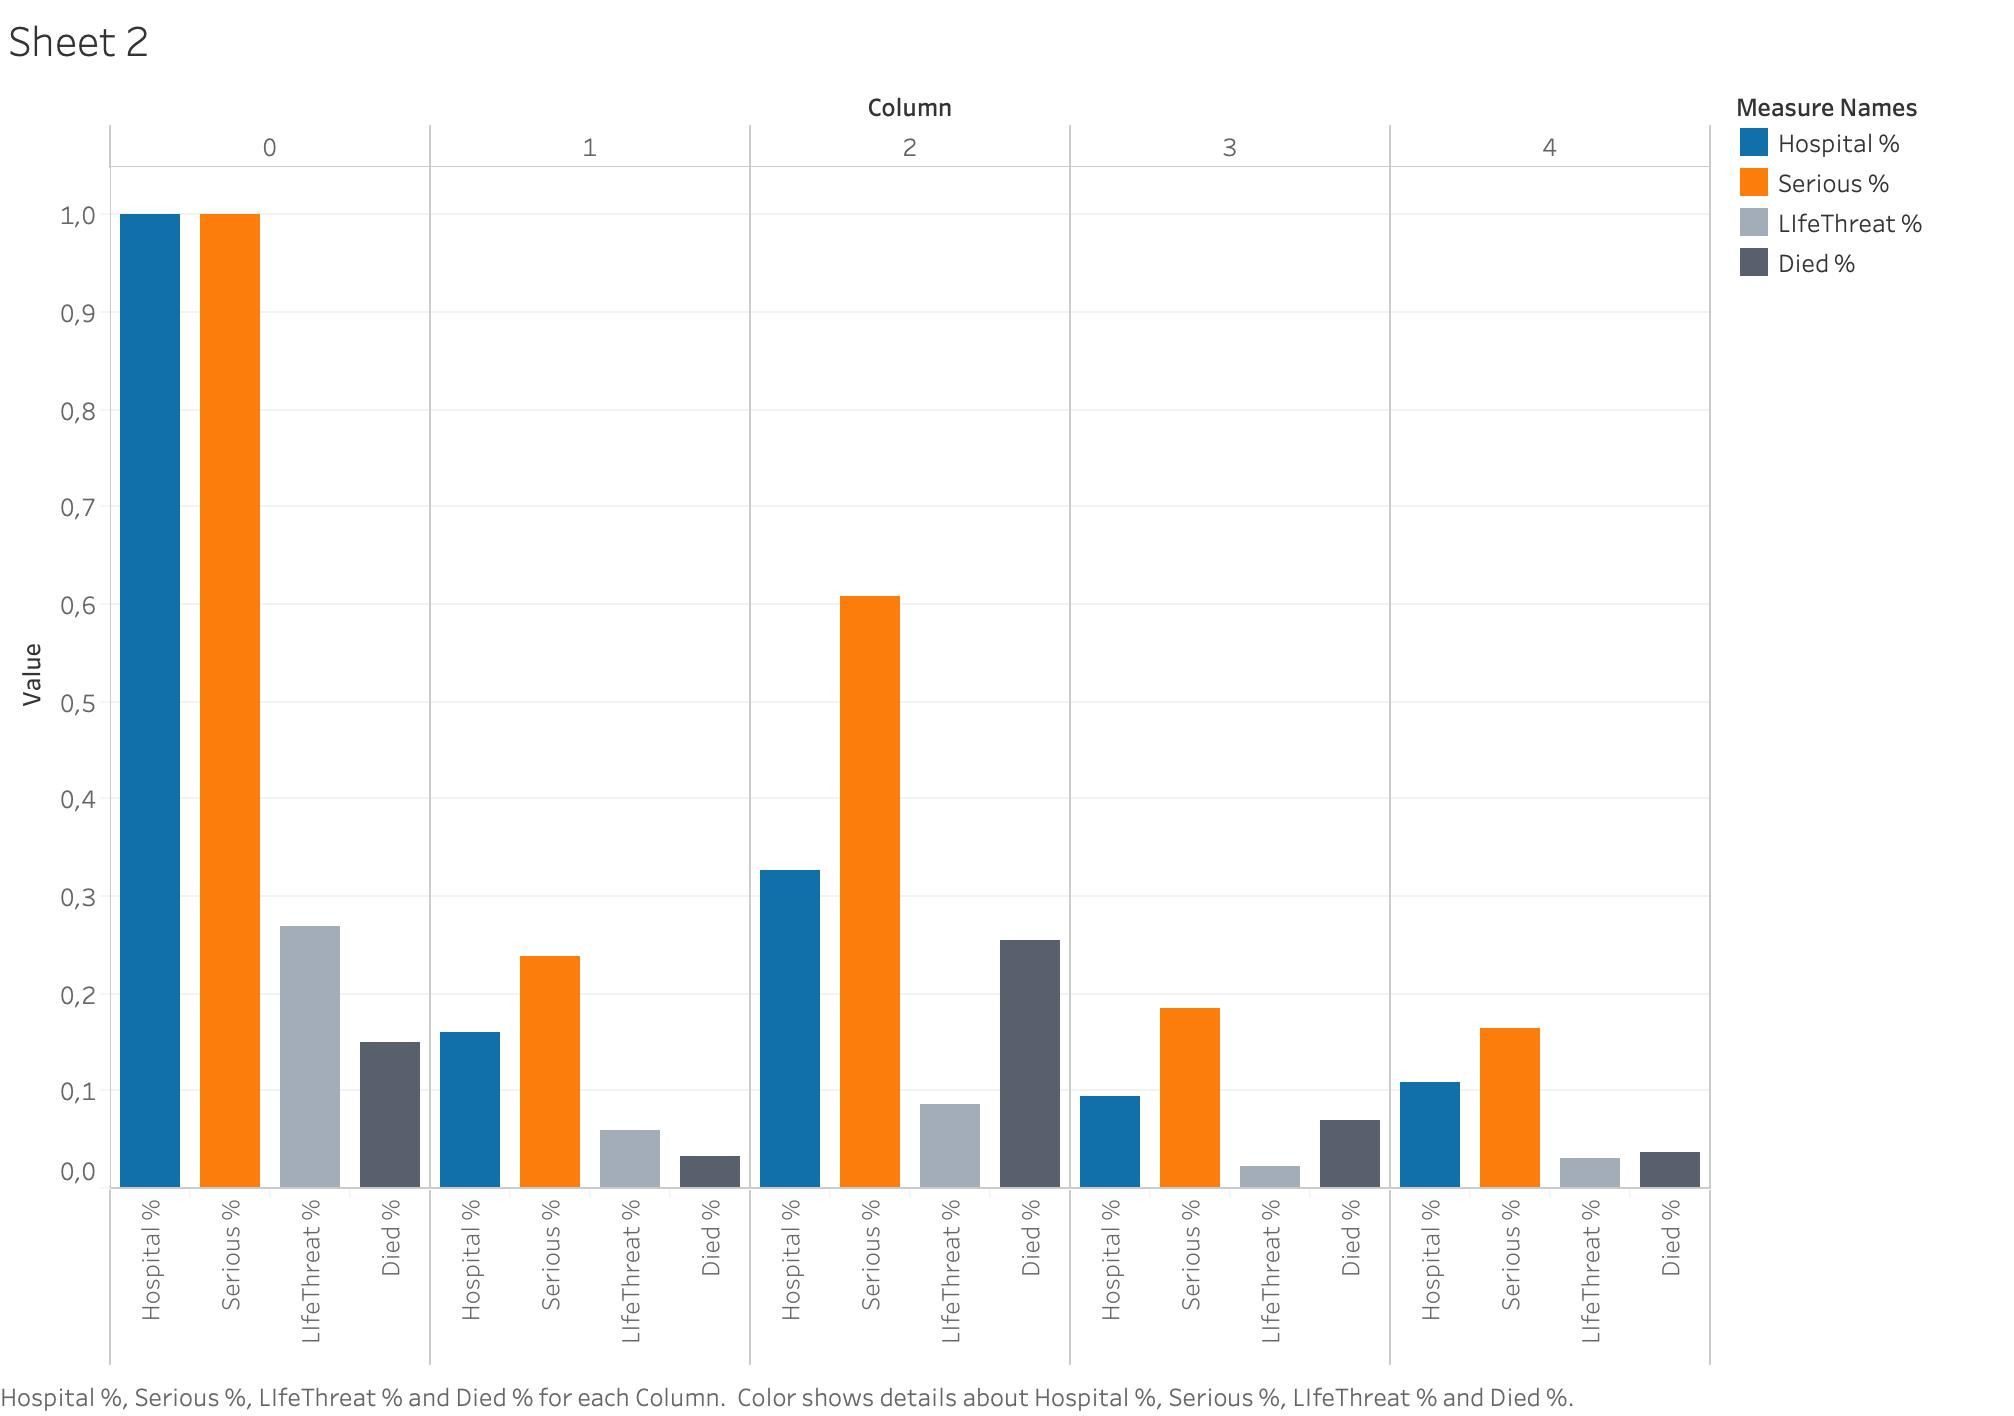 Sheet 2
Column
0 1 2 3 4
Measure Names
Hospital %
Serious %
LIfeThreat %
Died %
Value
1,0
0,9
0,8
0,7
0,6
0,5
0,4
0,3
0,2
0,1
0,0
Hospital %
Serious %
LIfeThreat %
Died %
Hospital %
Serious %
LIfeThreat %
Died %
Hospital %
Serious %
LIfeThreat %
Died %
Hospital %
Serious %
LIfeThreat %
Died %
Hospital %
Serious %
LIfeThreat %
Died %
Hospital %, Serious %, LIfeThreat % and Died % for each Column.  Color shows details about Hospital %, Serious %, LIfeThreat % and Died %.